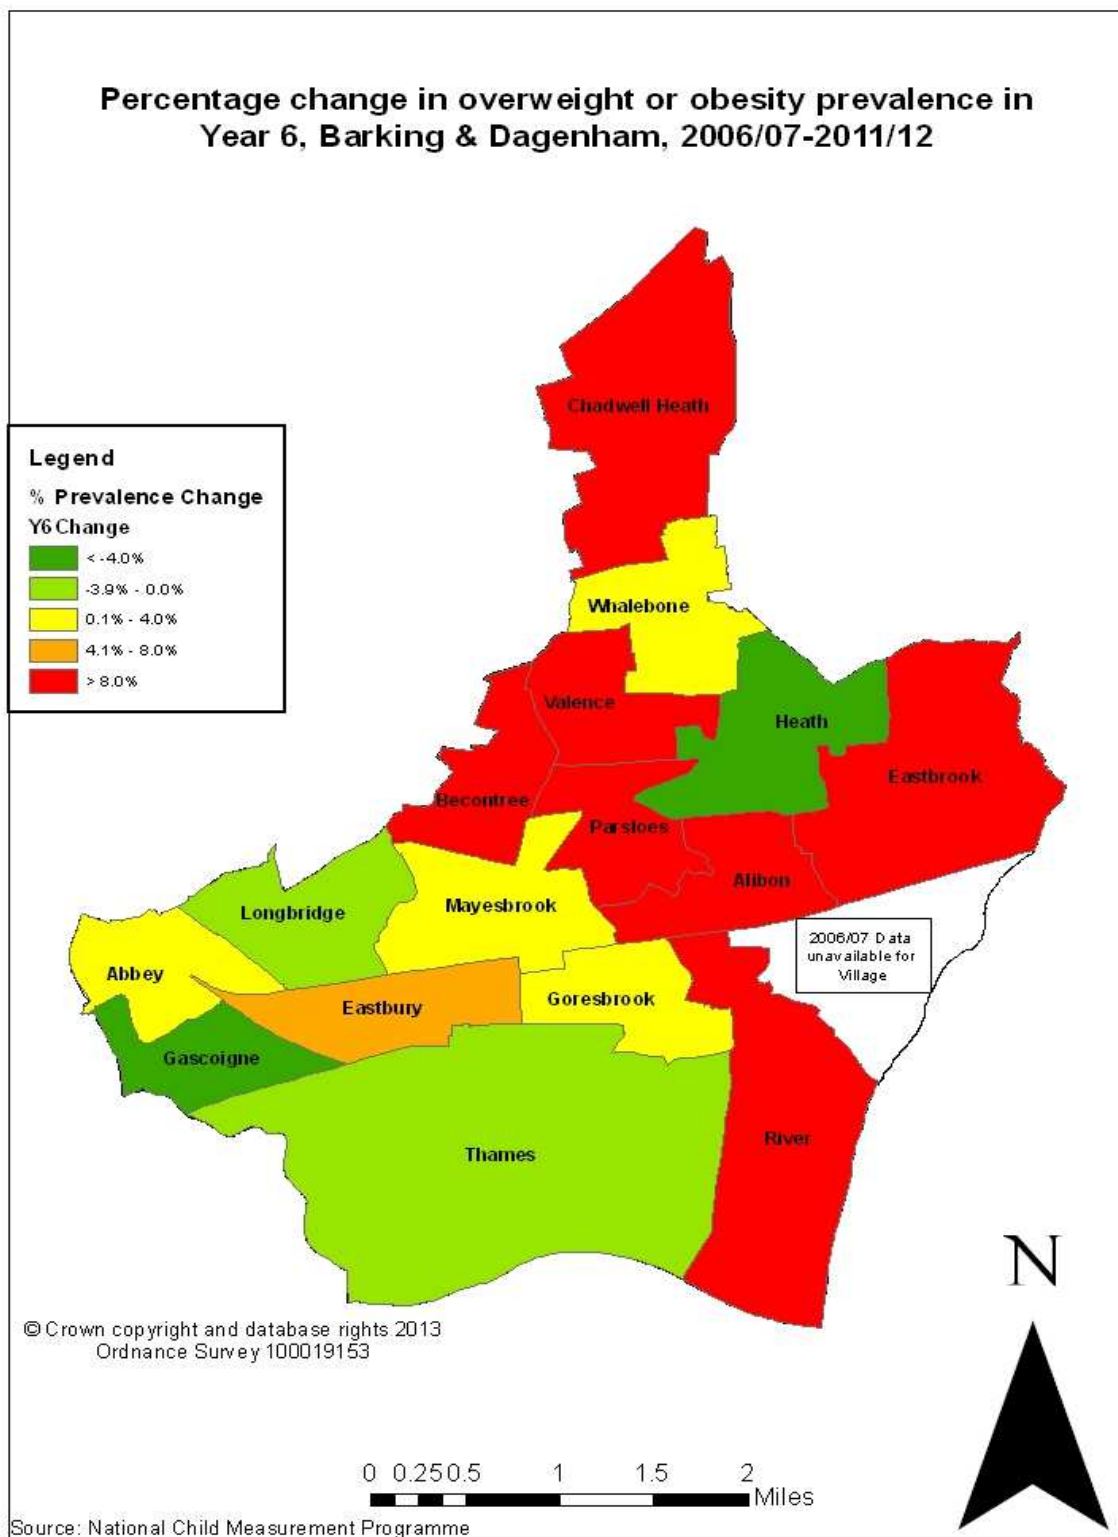 Percentage change in overweight or obesity prevalence in
Year 6, Barking & Dagenham, 2006/07-2011/12
Chadwell Heath
Legend
% Prevalence Change
Y6 Change
< -4.0%
-3.9% - 0.0%
0.1% - 4.0%
4.1% - 8.0%
> 8.0%
Whalebone
Valence
Heath
Eastbrook
Becontree
Parsloes
Alibon
Longbridge
Mayesbrook
2006/07 Data
unavailable for
Village
Abbey
Eastbury
Goresbrook
Gascoigne
River
Thames
N
© Crown copyright and database rights 2013
Ordnance Survey 100019153
0 0.25 0.5 1 1.5 2
Miles
Source: National Child Measurement Programme